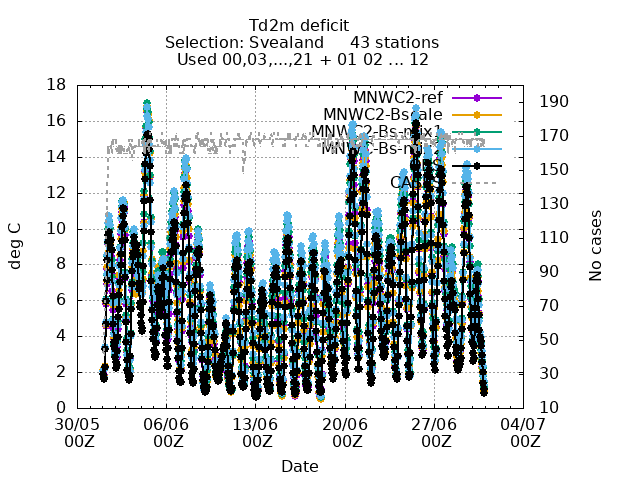 Td2m deficit
Selection: Svealand 43 stations
Used 00,03,...,21 + 01 02 ... 12
18
16
14
12
10
8
6
4
2
0
deg C
190
170
150
130
110
90
70
50
30
10
No cases
MNWC2-ref
MNWC2-Bs
MNWC2-Bs
MNWC
30/05 06/06 13/06 20/06 27/06 04/07
00Z 00Z 00Z 00Z 00Z 00Z
Date